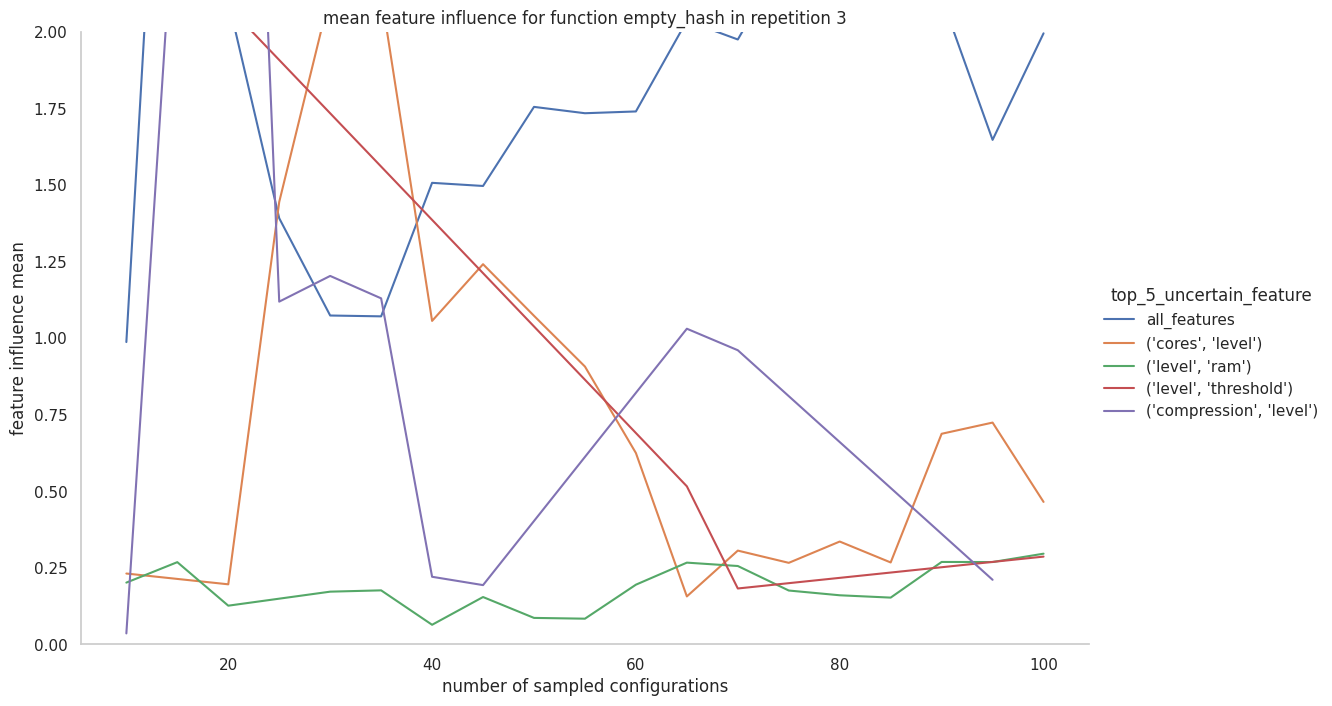 mean feature influence for function empty_hash in repetition 3
2.00
1.75
1.50
1.25
1.00
0.75
0.50
0.25
0.00
feature influence mean
20
40
60
80
100
number of sampled configurations
top_5_uncertain_feature
all_features
('cores', 'level')
('level', 'ram')
('level', 'threshold')
('compression', 'level')